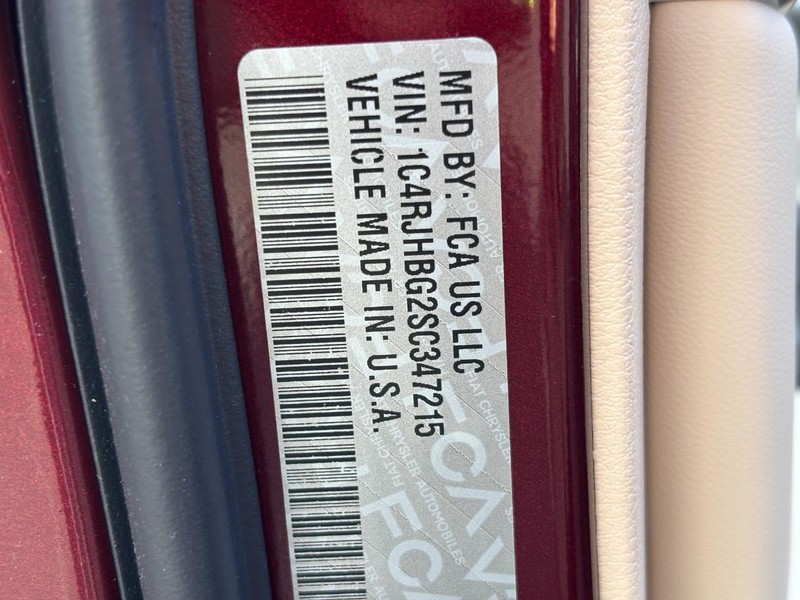 MFD BY: FCA US LLC
VIN: 1C4RJHBG2SC347215
VEHICLE MADE IN: U.S.A.